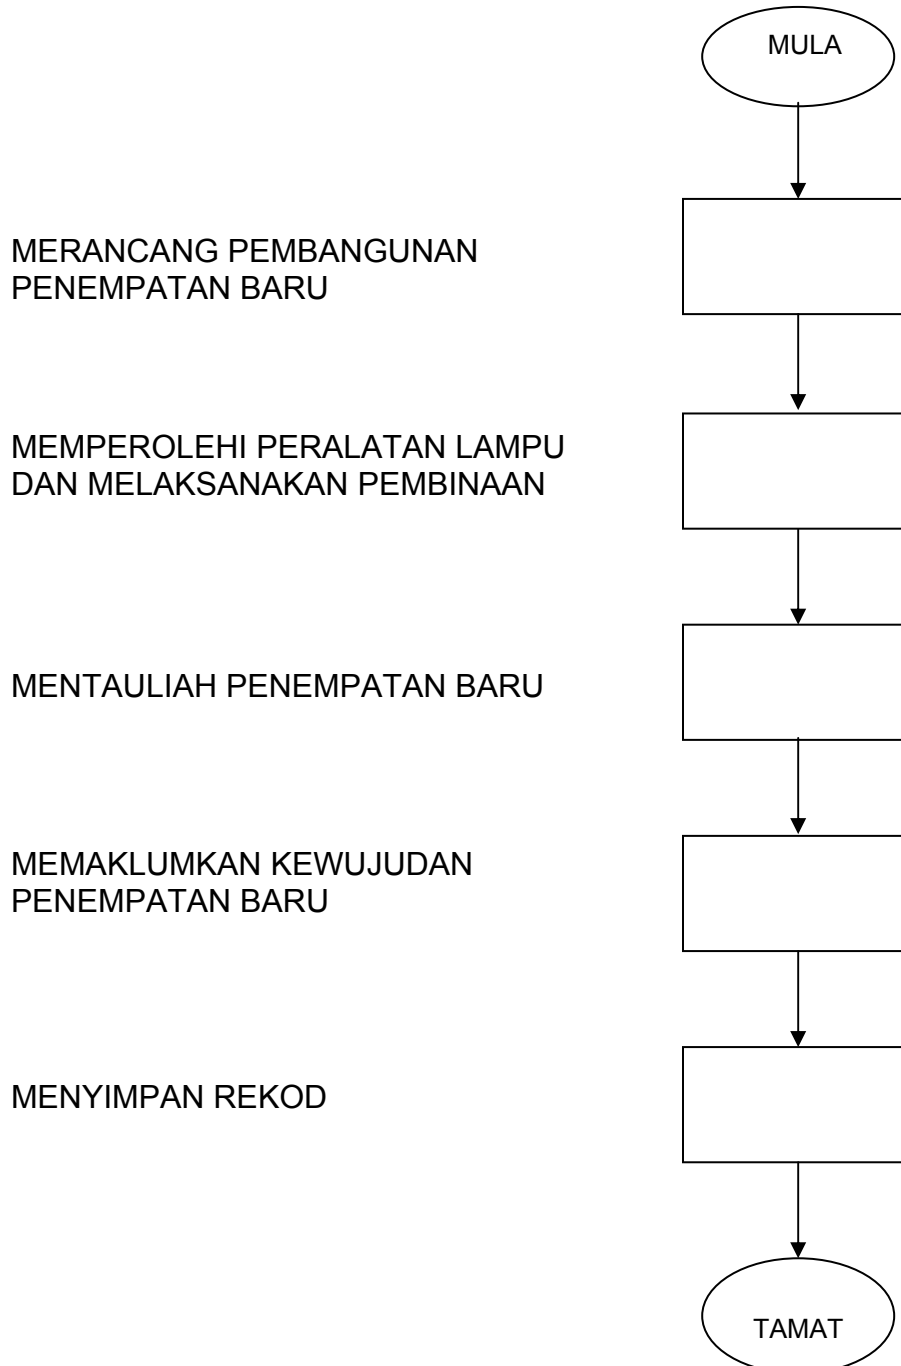 MULA
MERANCANG PEMBANGUNAN
PENEMPATAN BARU
MEMPEROLEHI PERALATAN LAMPU
DAN MELAKSANAKAN PEMBINAAN
MENTAULIAH PENEMPATAN BARU
MEMAKLUMKAN KEWUJUDAN
PENEMPATAN BARU
MENYIMPAN REKOD
TAMAT